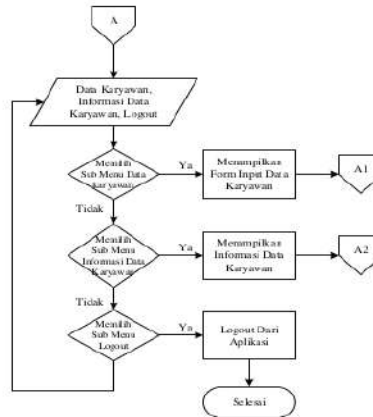 A
Data Karyawan,
Informasi Data
Karyawan, Logout
Memilih
Sub Menu Data
Karyawan
Ya
Menampilkan
Form Input Data
Karyawan
A1
Tidak
Memilih
Sub Menu
Informasi Data
Karyawan
Ya
Menampilkan
Informasi Data
Karyawan
A2
Tidak
Memilih
Sub Menu
Logout
Ya
Logout Dari
Aplikasi
Selesai